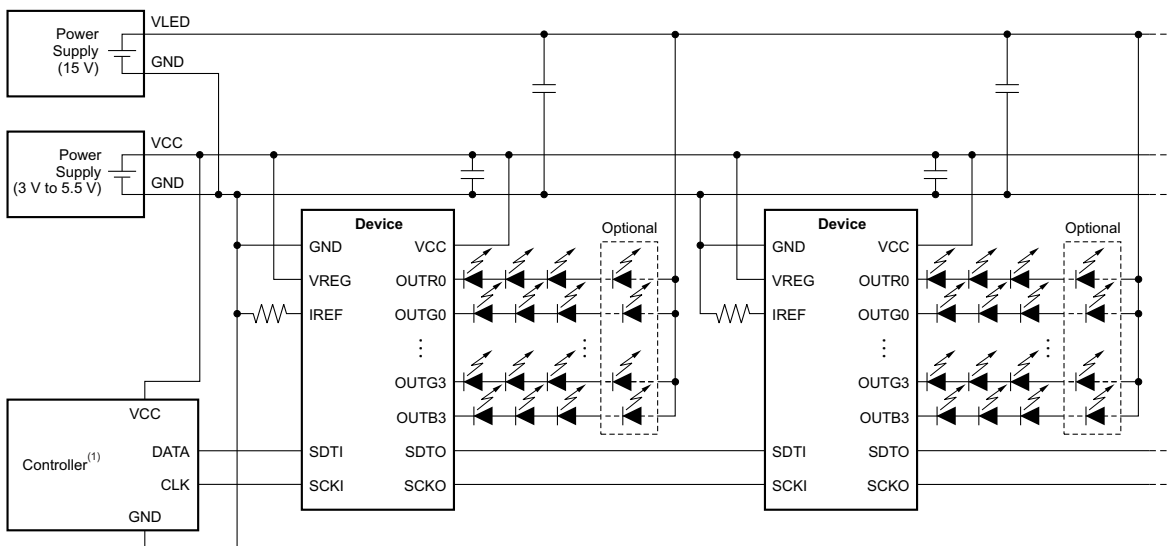 VLED
Power
Supply
(15 V)
GND
VCC
Power
Supply
(3 V to 5.5 V)
GND
Device
GND
VCC
VREG
OUTR0
IREF
OUTG0
OUTG3
OUTB3
SDTI
SDTO
SCKI
SCKO
Optional
Device
GND
VCC
VREG
OUTR0
IREF
OUTG0
OUTG3
OUTB3
SDTI
SDTO
SCKI
SCKO
Optional
VCC
DATA
Controller(1)
CLK
GND